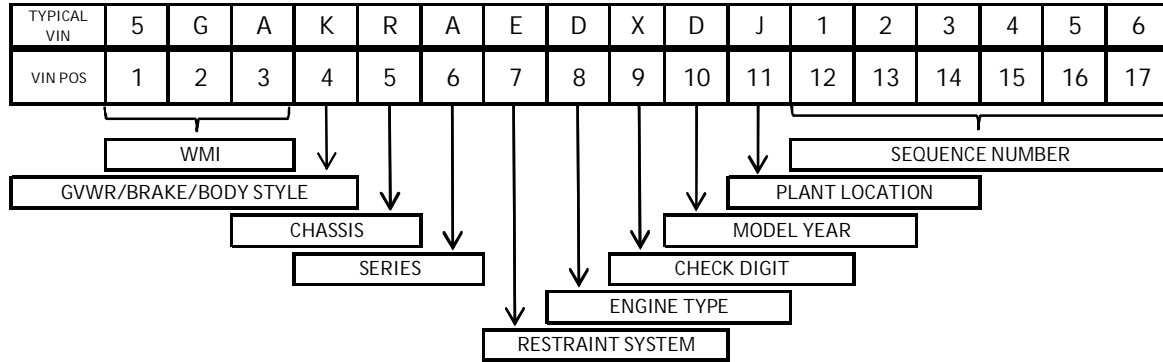 TYPICAL VIN 5 G A K R A E D X D J 1 2 3 4 5 6
VIN POS 1 2 3 4 5 6 7 8 9 10 11 12 13 14 15 16 17
WMI SEQUENCE NUMBER
GVWR/BRAKE/BODY STYLE PLANT LOCATION
CHASSIS MODEL YEAR
SERIES CHECK DIGIT
ENGINE TYPE
RESTRAINT SYSTEM